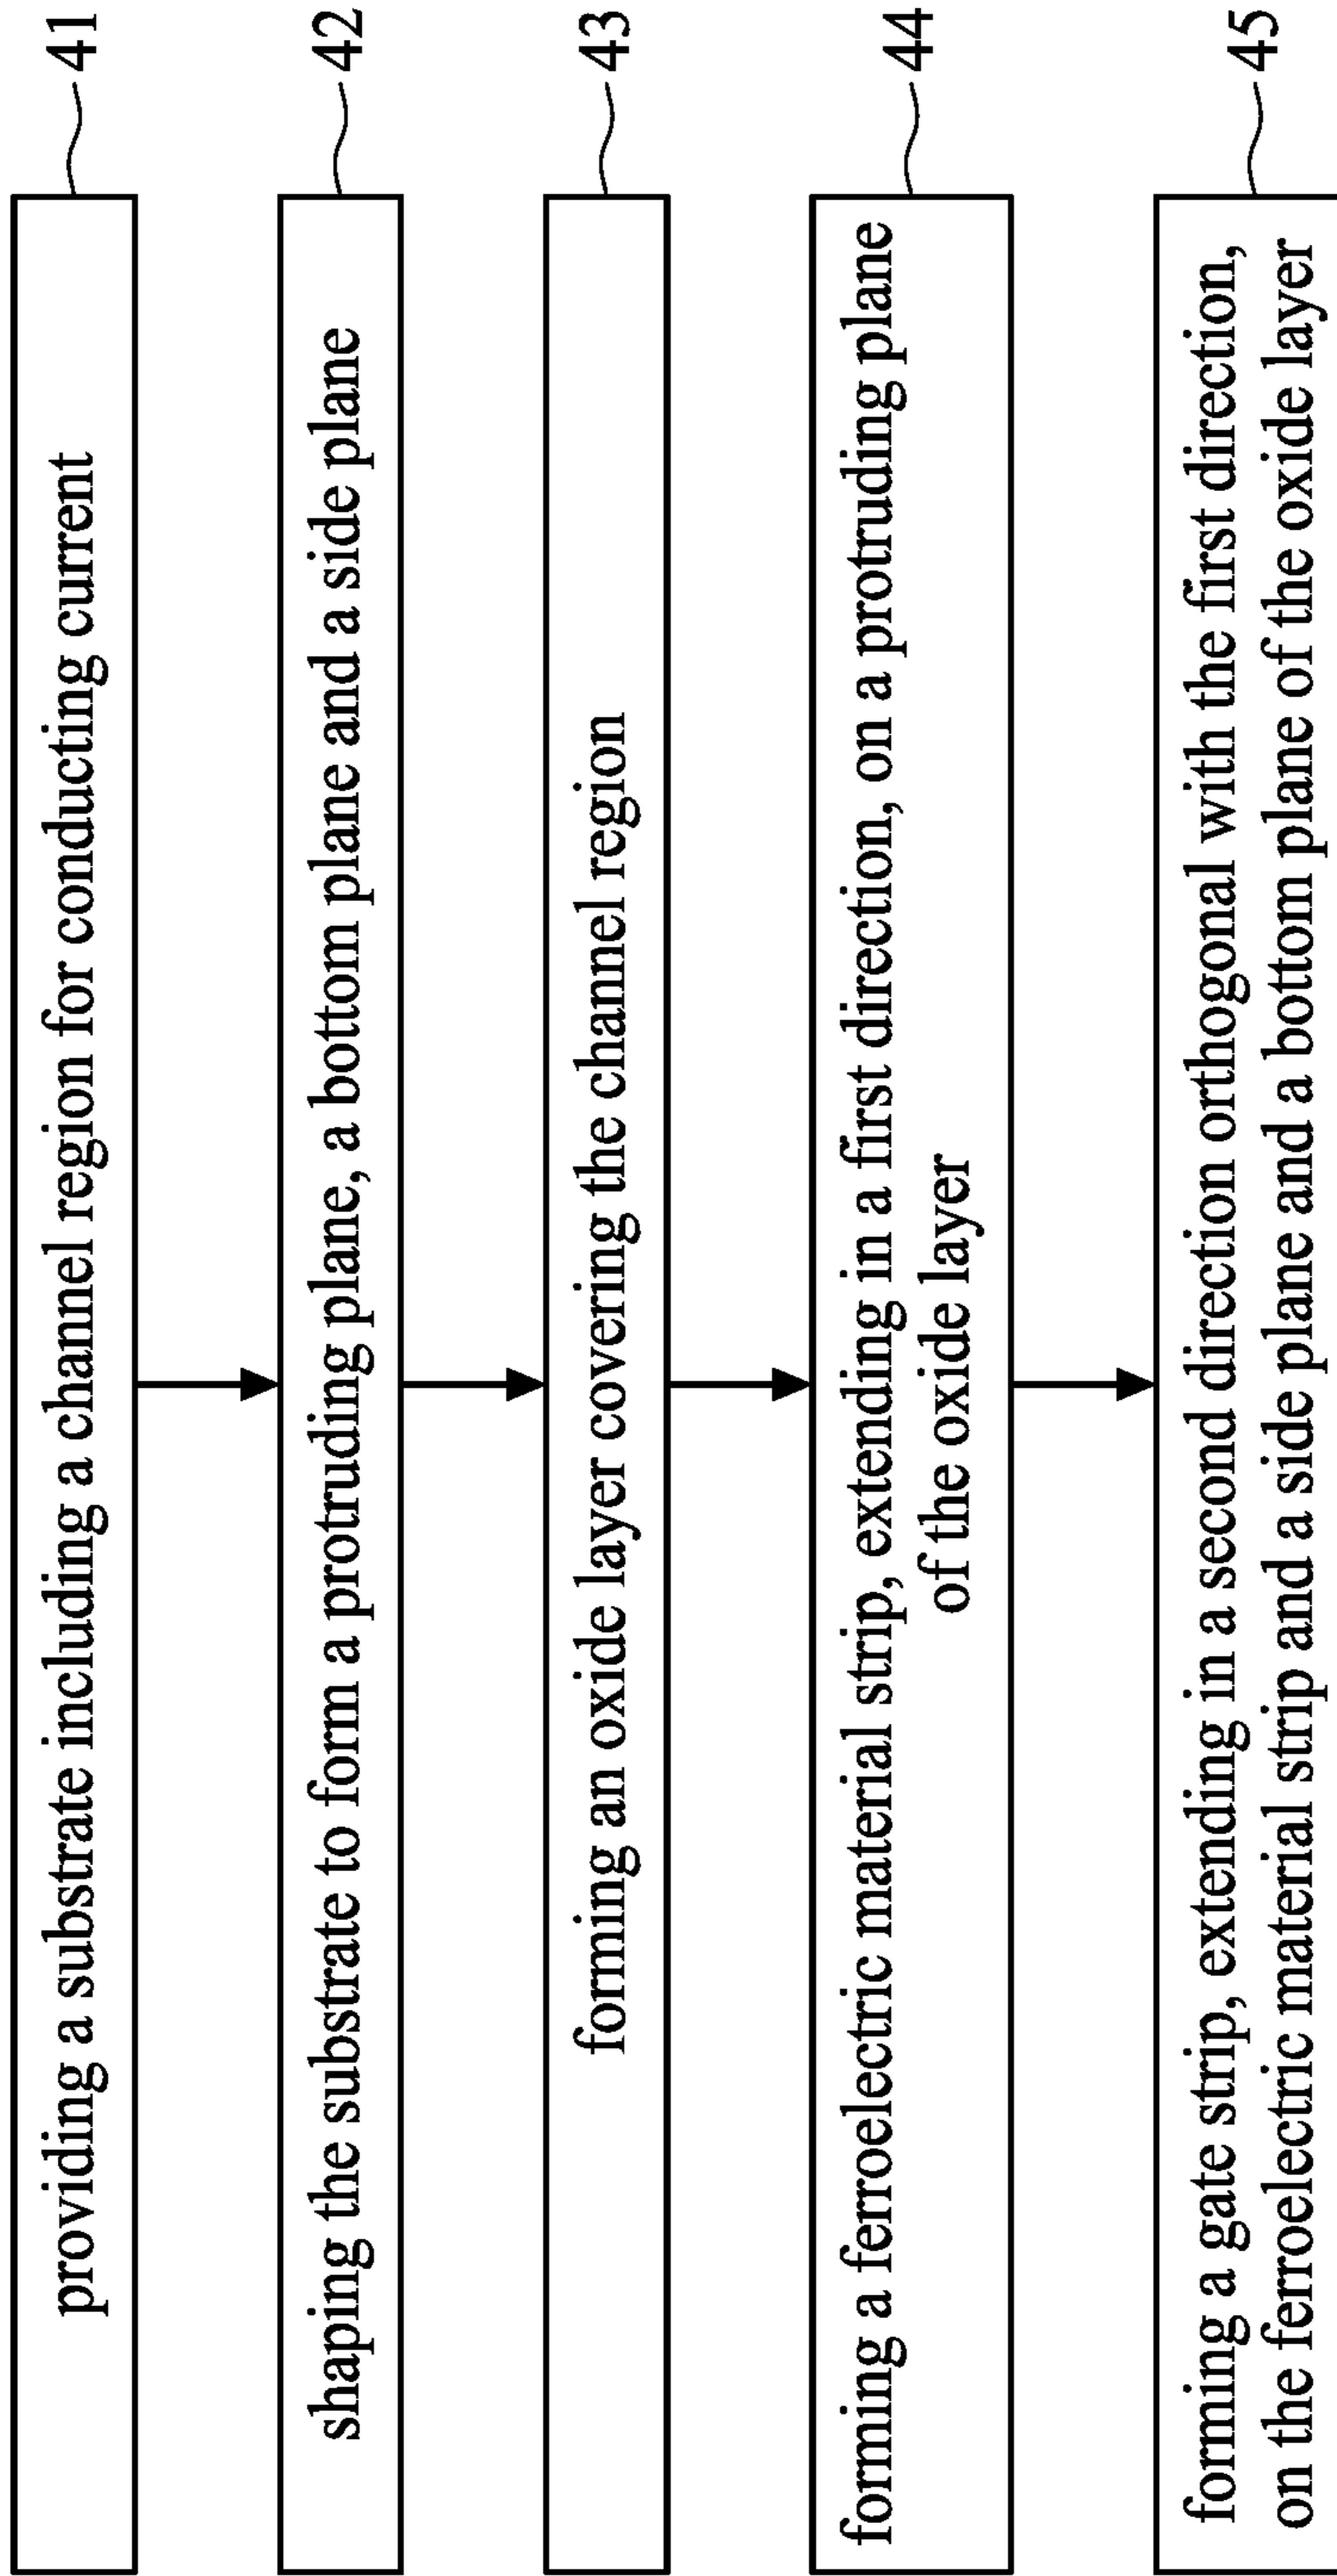 providing a substrate including a channel region for conducting current
41
shaping the substrate to form a protruding plane, a bottom plane and a side plane
42
forming an oxide layer covering the channel region
43
forming a ferroelectric material strip, extending in a first direction, on a protruding plane
of the oxide layer
44
forming a gate strip, extending in a second direction orthogonal with the first direction,
on the ferroelectric material strip and a side plane and a bottom plane of the oxide layer
45